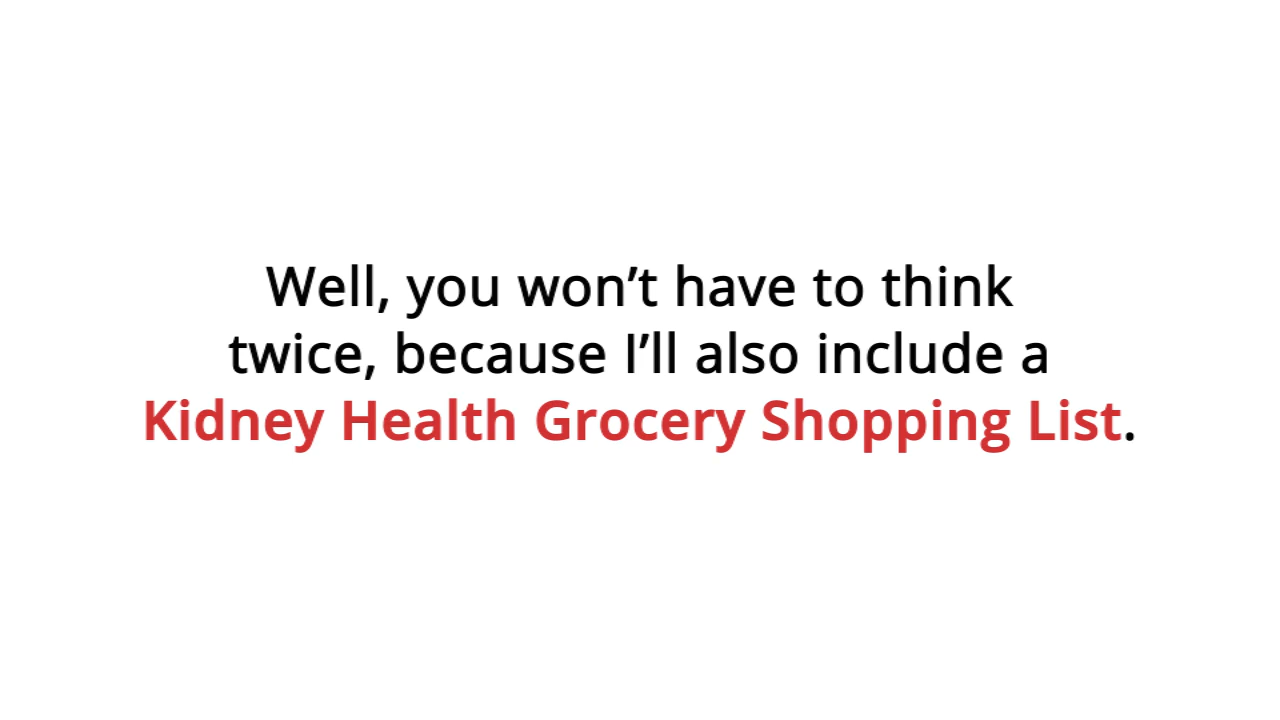 Well, you won’t have to think
twice, because I’ll also include a
Kidney Health Grocery Shopping List.